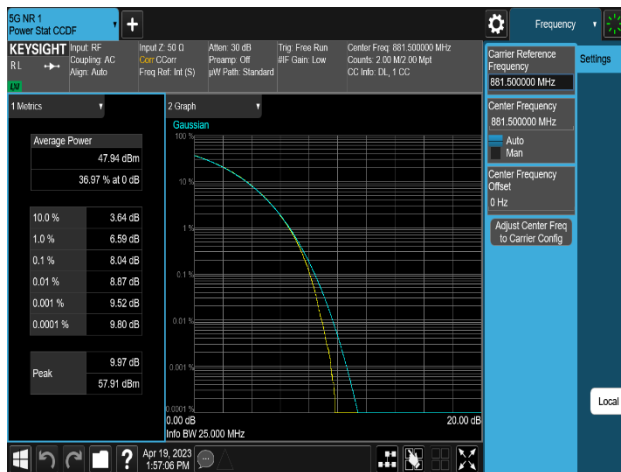 5G NR 1
Power Stat CCDF
Frequency
KEYSIGHT
RL
LW
Input: RF
Coupling: AC
Align: Auto
Input Z: 50 Ω
Corr CCorr
Freq Ref: Int (S)
Atten: 30 dB
Preamp: Off
µW Path: Standard
Trig: Free Run
#IF Gain: Low
Center Freq: 881.500000 MHz
Counts: 2.00 M/2.00 Mpt
CC Info: DL, 1 CC
1 Metrics
Average Power
47.94 dBm
36.97 % at 0 dB
10.0 % 3.64 dB
1.0 % 6.59 dB
0.1 % 8.04 dB
0.01 % 8.87 dB
0.001 % 9.52 dB
0.0001 % 9.80 dB
Peak
9.97 dB
57.91 dBm
2 Graph
Gaussian
100 %
10 %
1 %
0.1 %
0.01 %
0.001 %
0.0001 %
0.00 dB
20.00 dB
Info BW 25.000 MHz
Carrier Reference
Frequency
881.500000 MHz
Center Frequency
881.500000 MHz
Auto
Man
Center Frequency
Offset
0 Hz
Adjust Center Freq
to Carrier Config
Settings
Local
?
Apr 19, 2023
1:57:06 PM